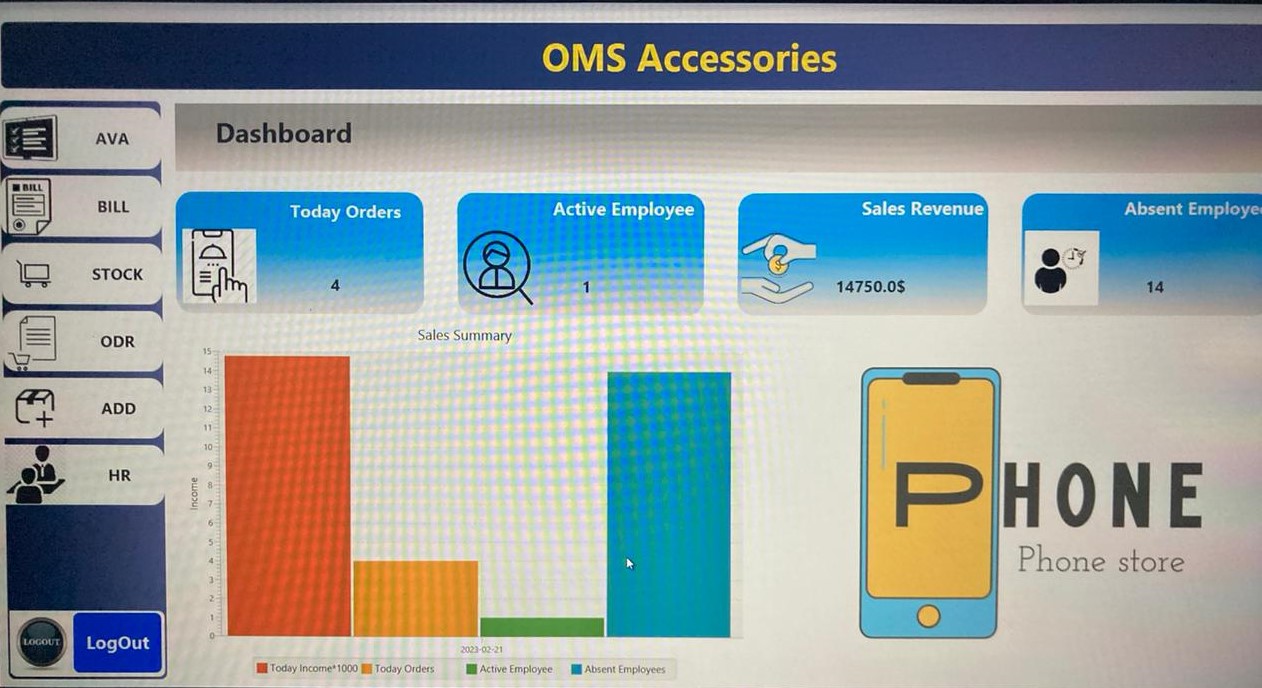 OMS Accessories
AVA
BILL
BILL
STOCK
ODR
ADD
HR
LOGOUT
LogOut
Dashboard
Today Orders
4
Active Employee
1
Sales Revenue
14750.0$
Absent Employe
14
Sales Summary
Income
15
14
13
12
11
10
9
8
7
6
5
4
3
2
1
0
2023-02-21
Today Income*1000 Today Orders Active Employee Absent Employees
PHONE
Phone store